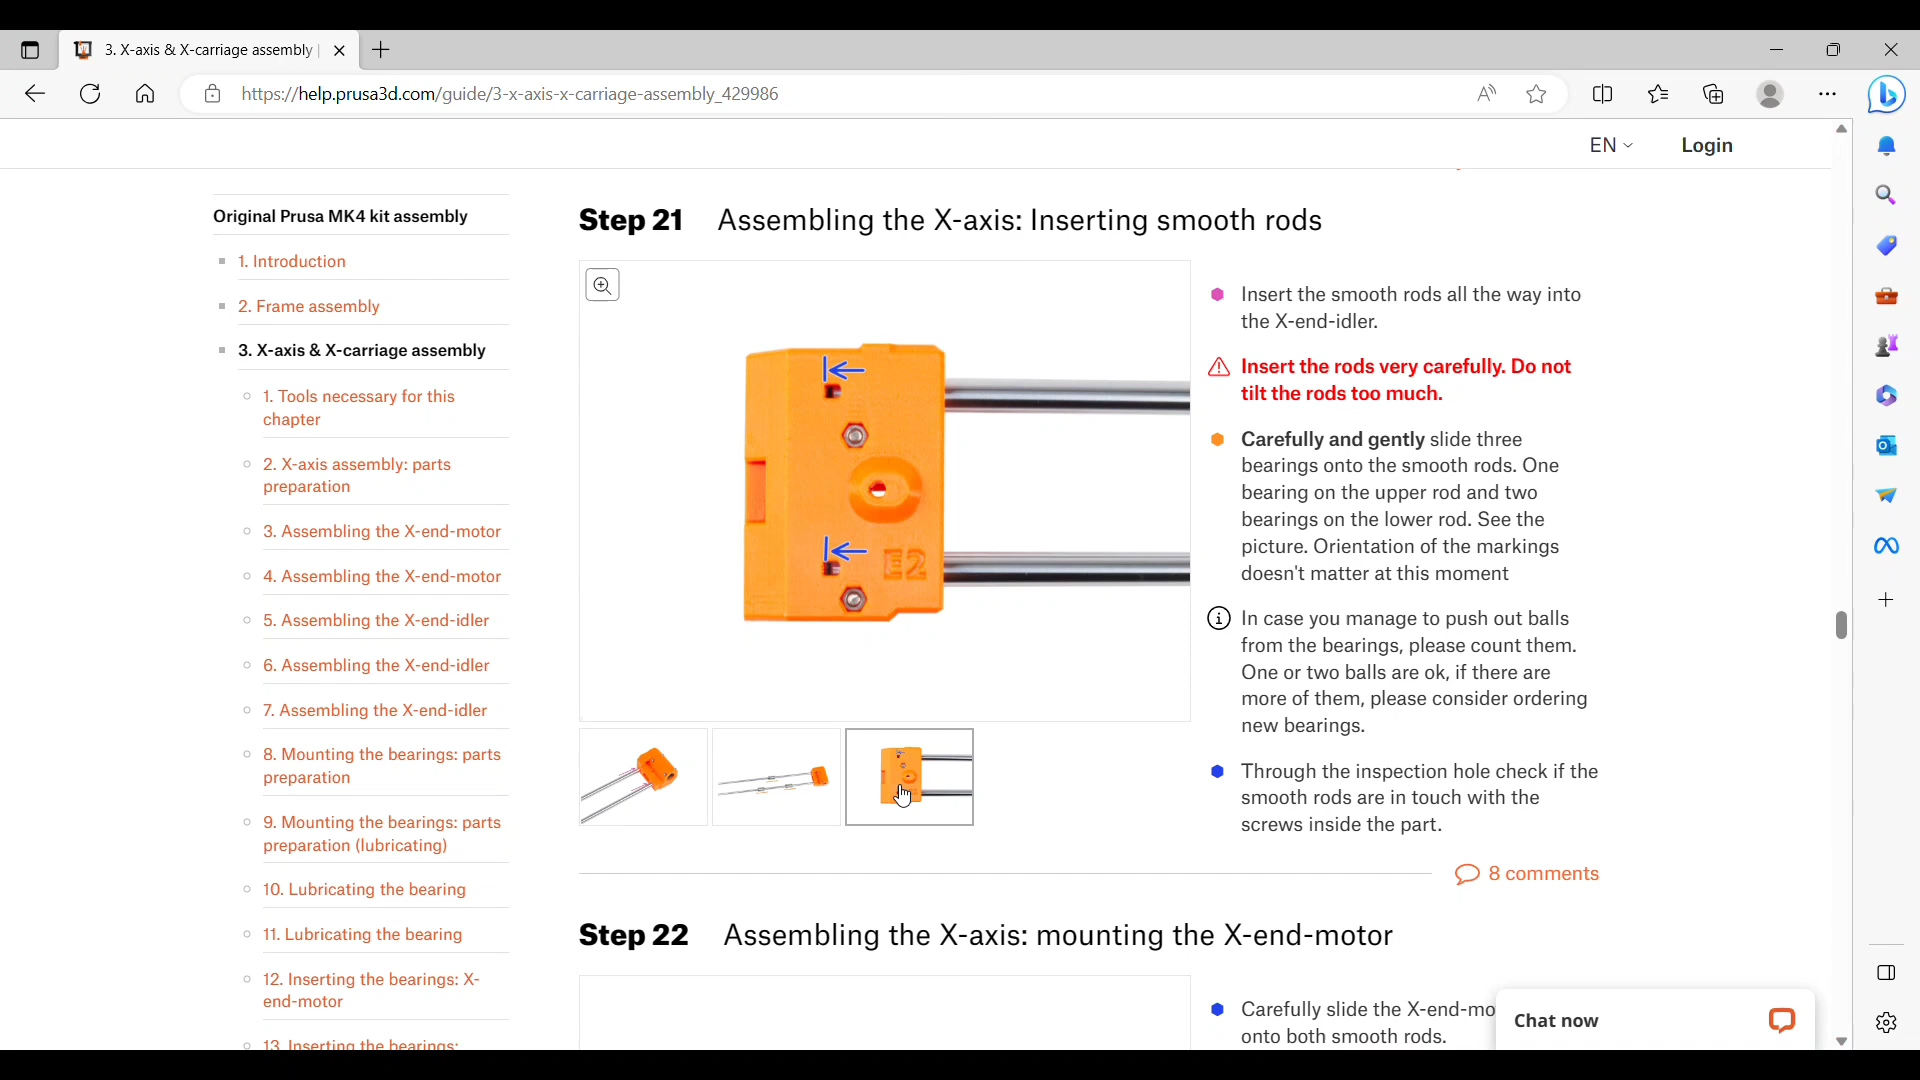 3. X-axis & X-carriage assembly |
https://help.prusa3d.com/guide/3-x-axis-x-carriage-assembly_429986
EN
Login
Original Prusa MK4 kit assembly
1. Introduction
2. Frame assembly
3. X-axis & X-carriage assembly
1. Tools necessary for this
chapter
2. X-axis assembly: parts
preparation
3. Assembling the X-end-motor
4. Assembling the X-end-motor
5. Assembling the X-end-idler
6. Assembling the X-end-idler
7. Assembling the X-end-idler
8. Mounting the bearings: parts
preparation
9. Mounting the bearings: parts
preparation (lubricating)
10. Lubricating the bearing
11. Lubricating the bearing
12. Inserting the bearings: X-
end-motor
13. Inserting the bearings:
Step 21 Assembling the X-axis: Inserting smooth rods
E2
Insert the smooth rods all the way into
the X-end-idler.
Insert the rods very carefully. Do not
tilt the rods too much.
Carefully and gently slide three
bearings onto the smooth rods. One
bearing on the upper rod and two
bearings on the lower rod. See the
picture. Orientation of the markings
doesn't matter at this moment
In case you manage to push out balls
from the bearings, please count them.
One or two balls are ok, if there are
more of them, please consider ordering
new bearings.
Through the inspection hole check if the
smooth rods are in touch with the
screws inside the part.
8 comments
Step 22 Assembling the X-axis: mounting the X-end-motor
Carefully slide the X-end-mo
onto both smooth rods.
Chat now